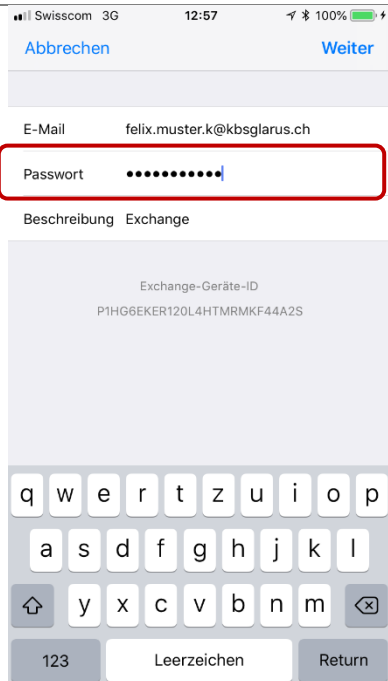 Swisscom 3G 12:57 100%
Abbrechen Weiter
E-Mail felix.muster.k@kbsglarus.ch
Passwort •••••••••••
Beschreibung Exchange
Exchange-Geräte-ID
P1HG6EKER120L4HTMRMKF44A2S
q w e r t z u i o p
a s d f g h j k l
y x c v b n m
123 Leerzeichen Return